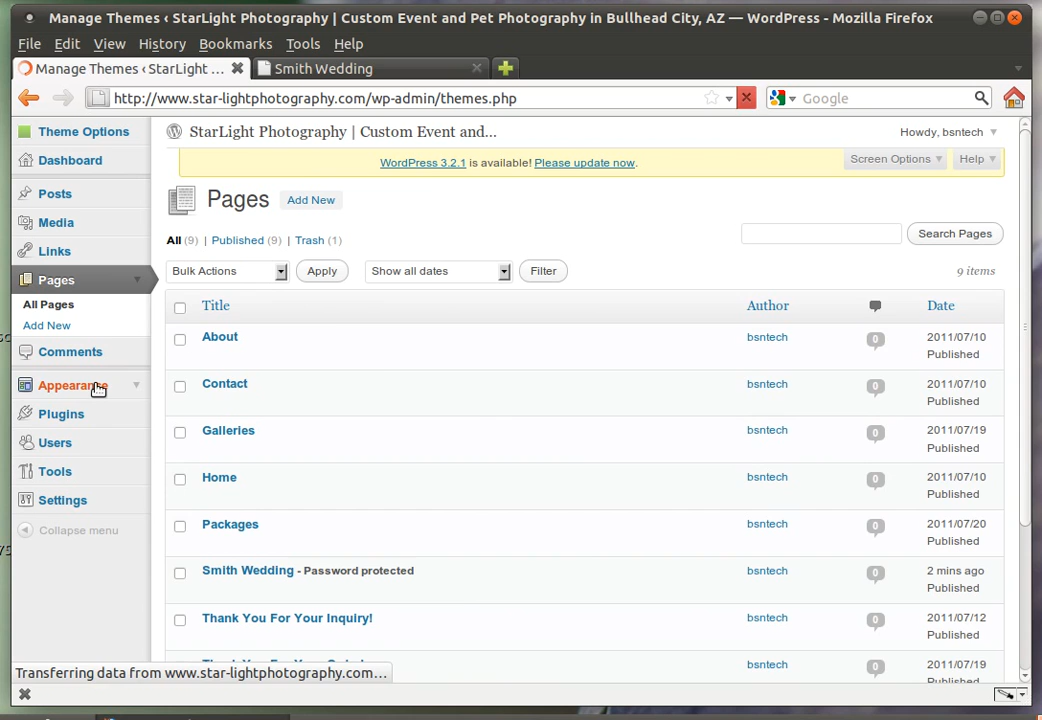 Manage Themes ‹ StarLight Photography | Custom Event and Pet Photography in Bullhead City, AZ — WordPress - Mozilla Firefox
File Edit View History Bookmarks Tools Help
Manage Themes ‹ StarLight ... Smith Wedding
http://www.star-lightphotography.com/wp-admin/themes.php Google
Theme Options
Dashboard
Posts
Media
Links
Pages
All Pages
Add New
Comments
Appearance
Plugins
Users
Tools
Settings
Collapse menu
StarLight Photography | Custom Event and... Howdy, bsntech
WordPress 3.2.1 is available! Please update now. Screen Options Help
Pages Add New
All (9) | Published (9) | Trash (1) Search Pages
Bulk Actions Apply Show all dates Filter 9 items
Title Author Date
About bsntech 0 2011/07/10
Published
Contact bsntech 0 2011/07/10
Published
Galleries bsntech 0 2011/07/19
Published
Home bsntech 0 2011/07/10
Published
Packages bsntech 0 2011/07/20
Published
Smith Wedding - Password protected bsntech 0 2 mins ago
Published
Thank You For Your Inquiry! bsntech 0 2011/07/12
Published
bsntech 0 2011/07/19
Published
Transferring data from www.star-lightphotography.com...